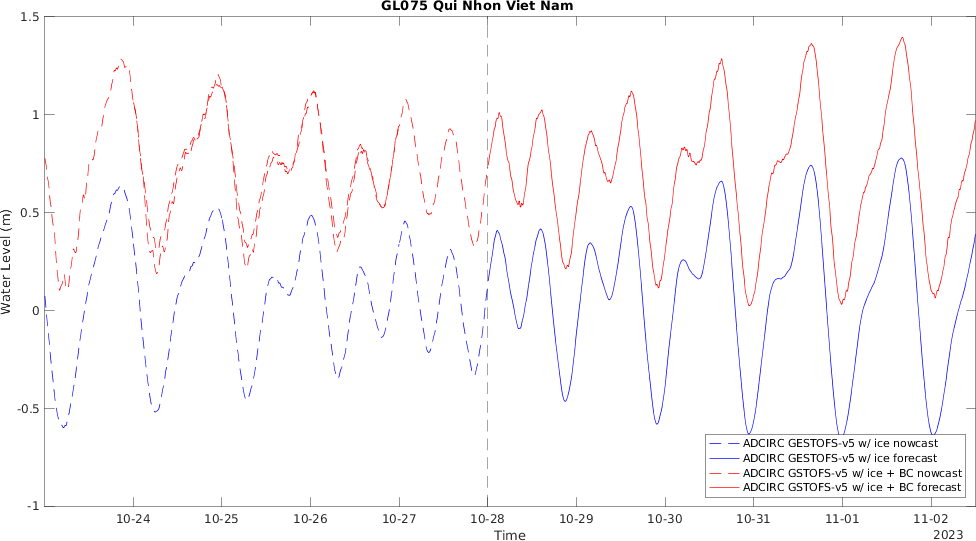 GL075 Qui Nhon Viet Nam
1.5
1
0.5
0
-0.5
-1
Water Level (m)
ADCIRC GESTOFS-v5 w/ ice nowcast
ADCIRC GESTOFS-v5 w/ ice forecast
ADCIRC GSTOFS-v5 w/ ice + BC nowcast
ADCIRC GSTOFS-v5 w/ ice + BC forecast
10-24 10-25 10-26 10-27 10-28 10-29 10-30 10-31 11-01 11-02
Time
2023